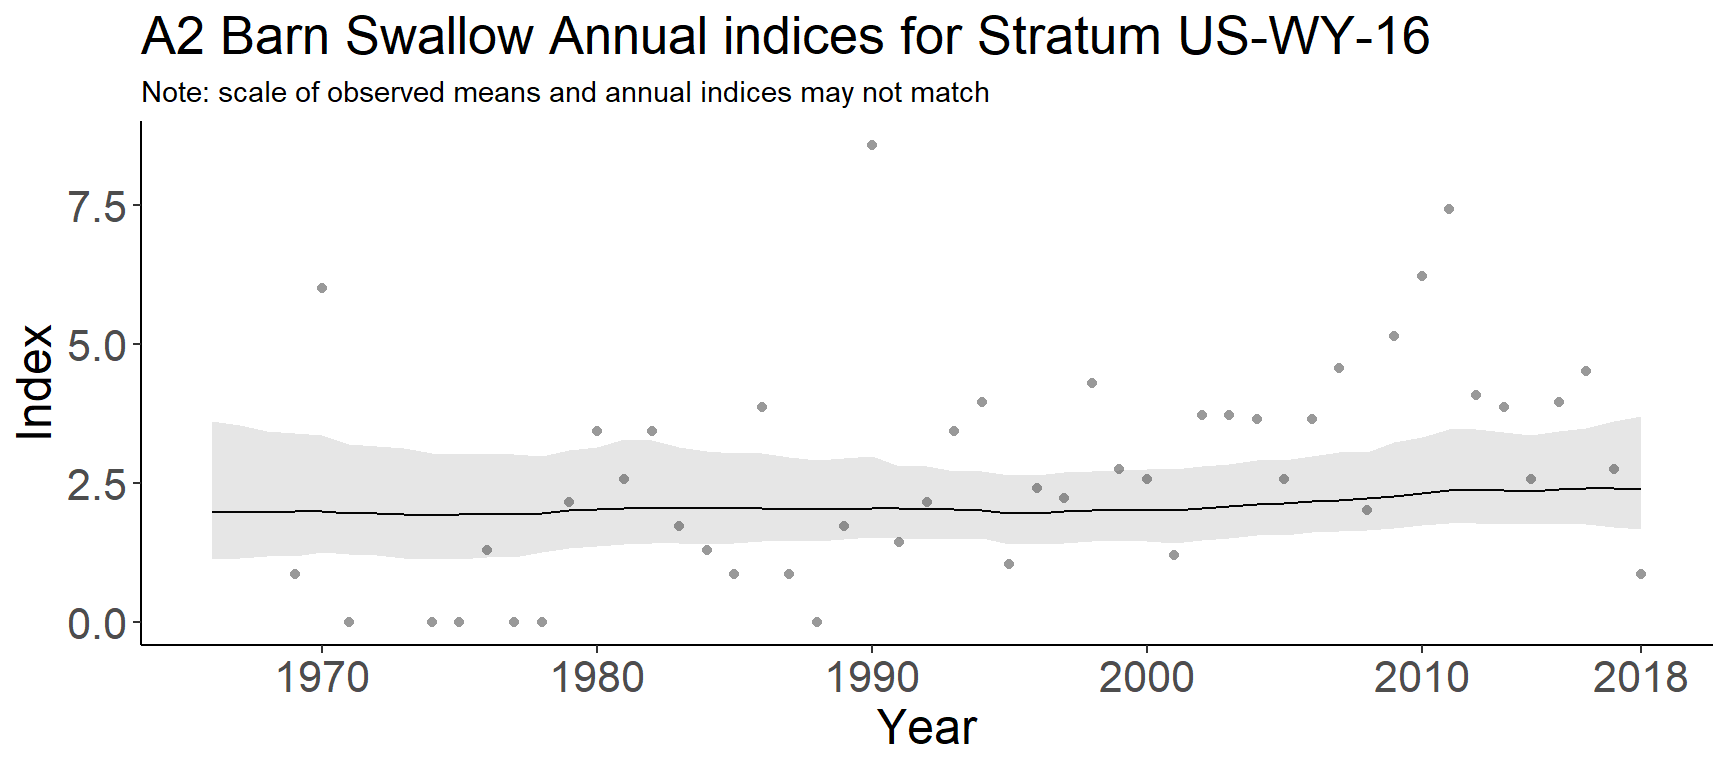 A2 Barn Swallow Annual indices for Stratum US-WY-16
Note: scale of observed means and annual indices may not match
7.5
5.0
2.5
0.0
Index
1970 1980 1990 2000 2010 2018
Year